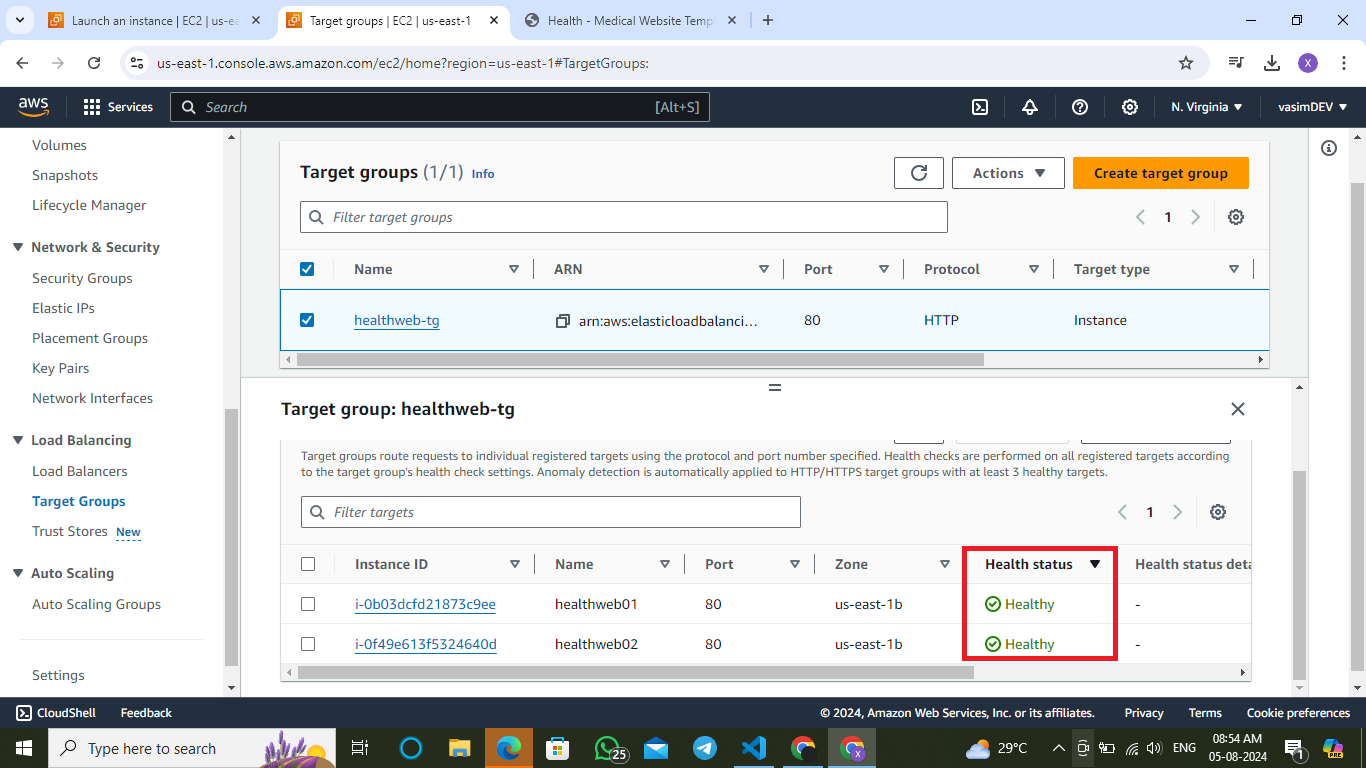 Launch an instance | EC2 | us-ea
Target groups | EC2 | us-east-1
Health - Medical Website Temp
us-east-1.console.aws.amazon.com/ec2/home?region=us-east-1#TargetGroups:
X
aws
Services
Search
[Alt+S]
N. Virginia
vasimDEV
Volumes
Snapshots
Lifecycle Manager
Network & Security
Security Groups
Elastic IPs
Placement Groups
Key Pairs
Network Interfaces
Load Balancing
Load Balancers
Target Groups
Trust Stores New
Auto Scaling
Auto Scaling Groups
Settings
Target groups (1/1) Info
Actions
Create target group
Filter target groups
1
Name ARN Port Protocol Target type
healthweb-tg arn:aws:elasticloadbalanci... 80 HTTP Instance
Target group: healthweb-tg
Target groups route requests to individual registered targets using the protocol and port number specified. Health checks are performed on all registered targets according
to the target group's health check settings. Anomaly detection is automatically applied to HTTP/HTTPS target groups with at least 3 healthy targets.
Filter targets
1
Instance ID Name Port Zone Health status Health status deta
i-0b03dcfd21873c9ee healthweb01 80 us-east-1b Healthy -
i-0f49e613f5324640d healthweb02 80 us-east-1b Healthy -
CloudShell Feedback © 2024, Amazon Web Services, Inc. or its affiliates. Privacy Terms Cookie preferences
Type here to search
25
X
29°C
ENG
08:54 AM
05-08-2024
1
PRE